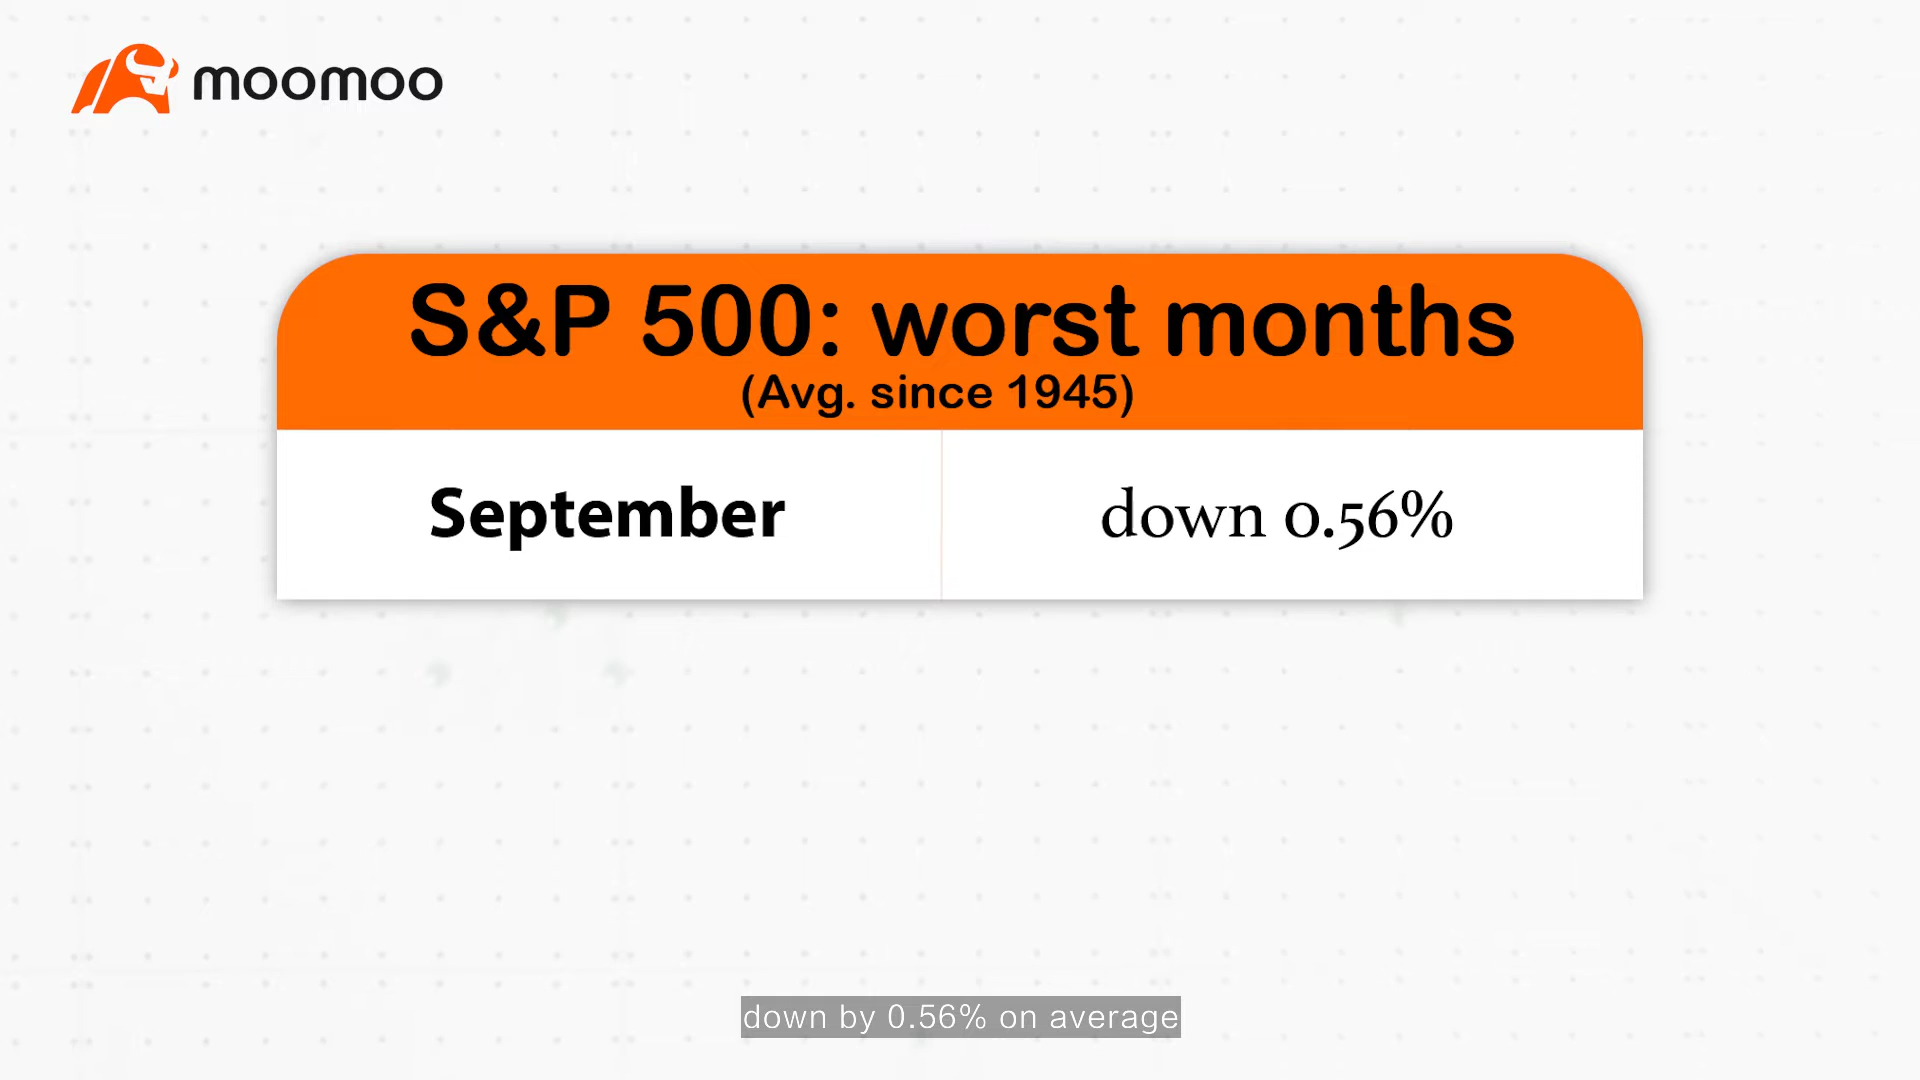 moomoo
S&P 500: worst months
(Avg. since 1945)
September
down 0.56%
down by 0.56% on average